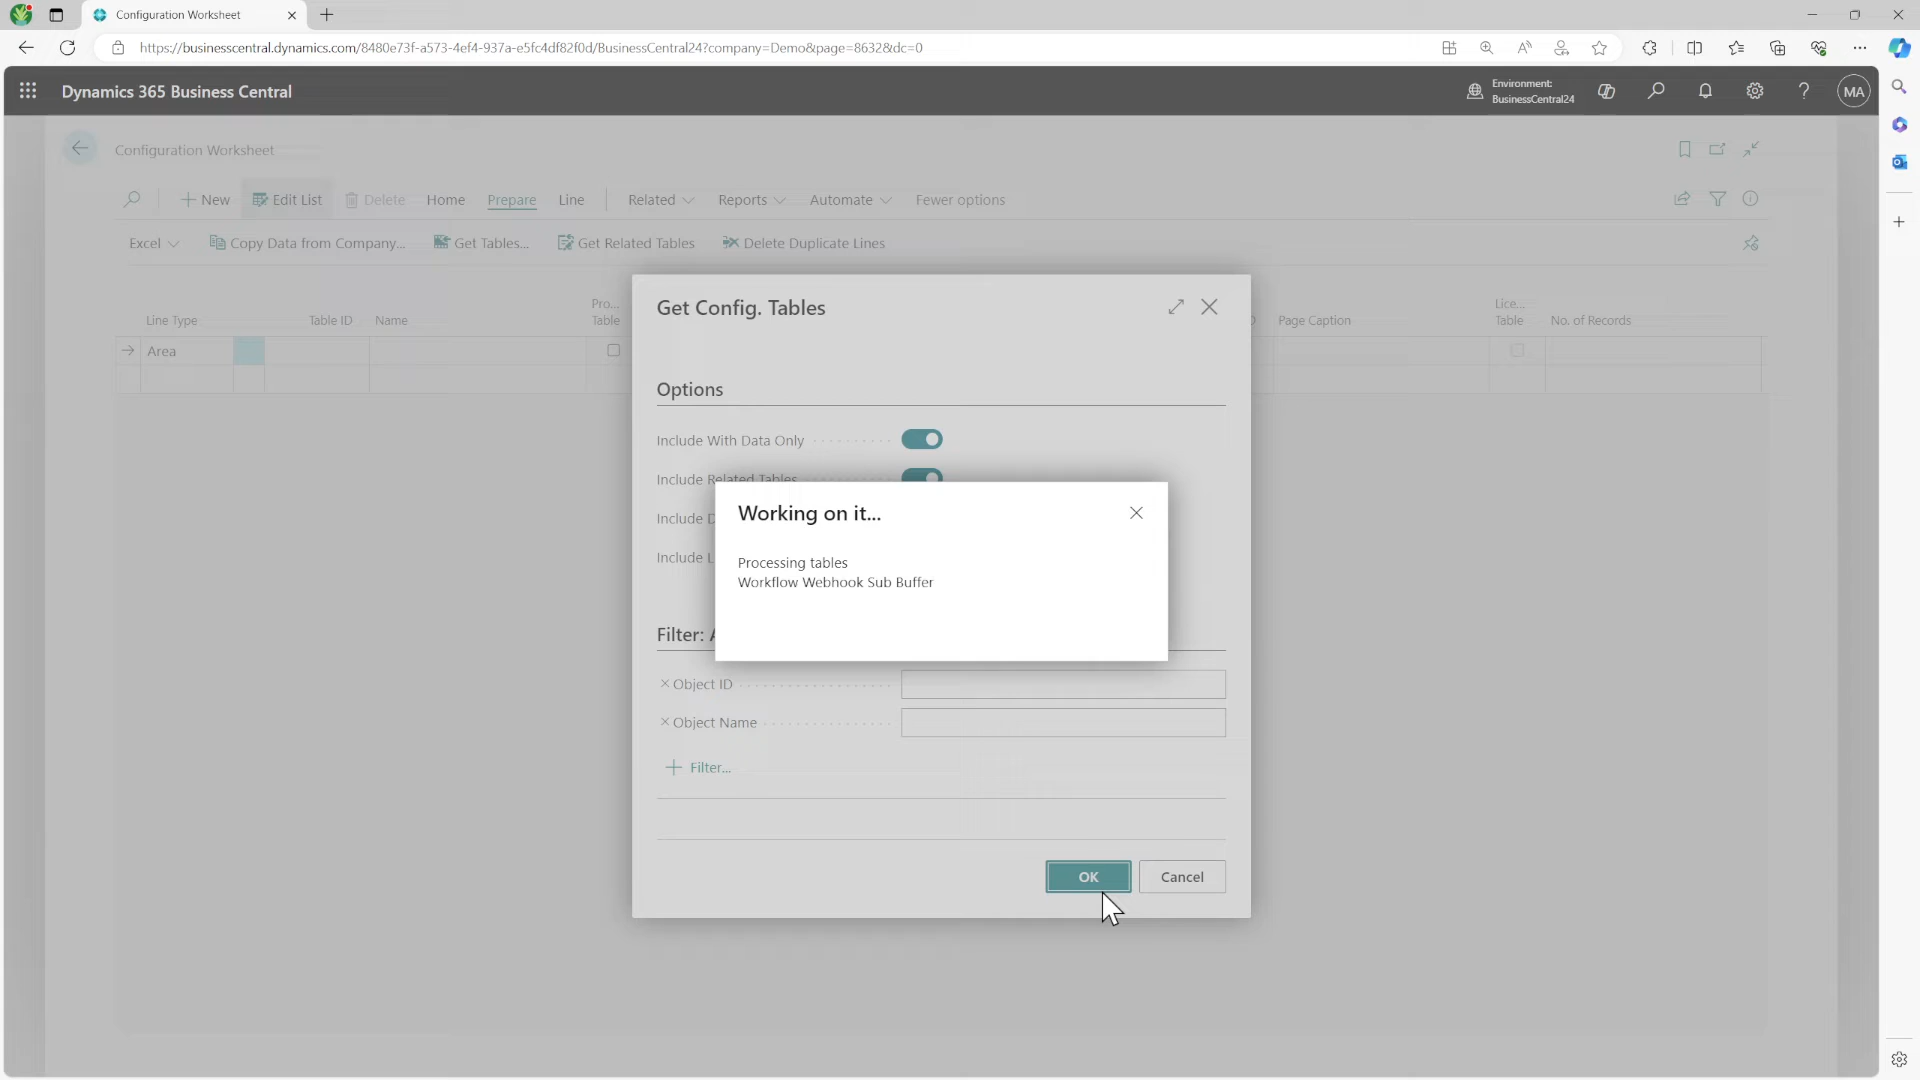 Configuration Worksheet
https://businesscentral.dynamics.com/8480e73f-a573-4ef4-937a-e5fc4df82f0d/BusinessCentral24?company=Demo&page=8632&dc=0
Dynamics 365 Business Central
Environment:
BusinessCentral24
MA
Configuration Worksheet
New Edit List Delete Home Prepare Line Related Reports Automate Fewer options
Excel Copy Data from Company... Get Tables... Get Related Tables Delete Duplicate Lines
Line Type Table ID Name Pro... Table Page Caption Lice... Table No. of Records
Area
Get Config. Tables
Options
Include With Data Only
Include Related Tables
Include D
Include L
Working on it...
Processing tables
Workflow Webhook Sub Buffer
Filter: A
Object ID
Object Name
Filter...
OK Cancel